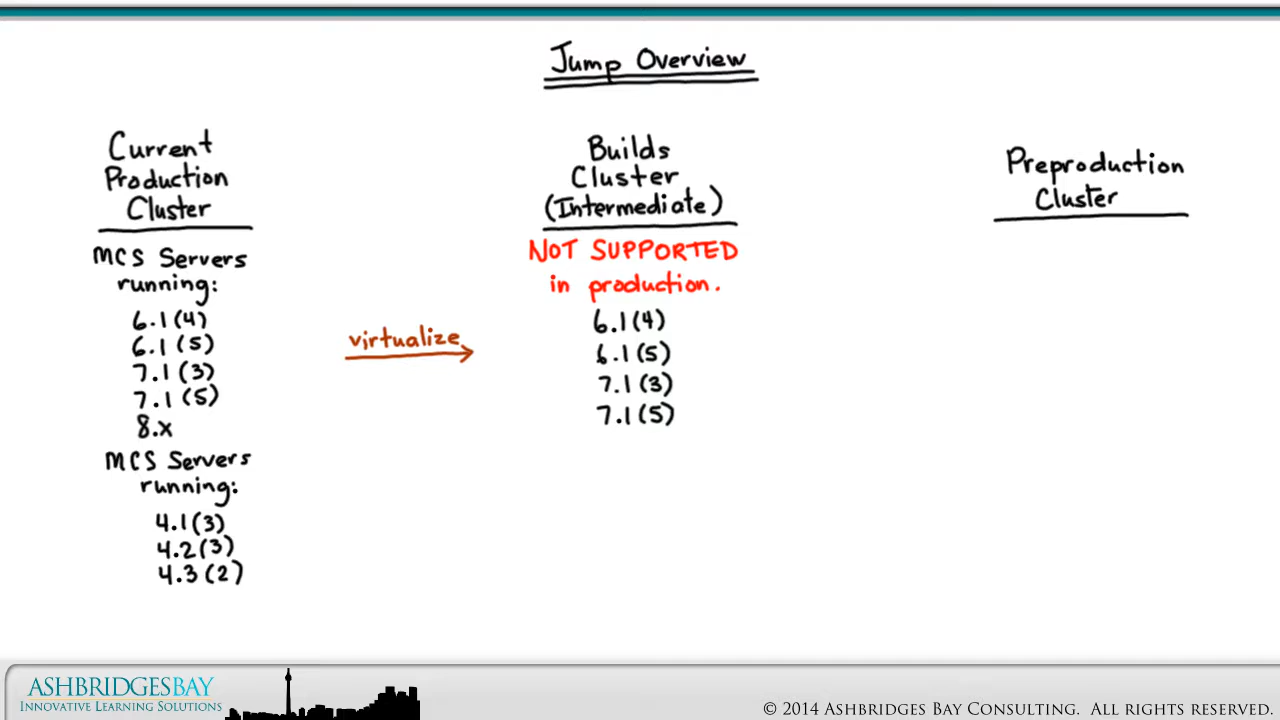 Jump Overview
Current
Production
Cluster
MCS Servers
running:
6.1(4)
6.1(5)
7.1(3)
7.1(5)
8.x
MCS Servers
running:
4.1(3)
4.2(3)
4.3(2)
virtualize
Builds
Cluster
(Intermediate)
NOT SUPPORTED
in production.
6.1(4)
6.1(5)
7.1(3)
7.1(5)
Preproduction
Cluster
ASHBRIDGESBAY
INNOVATIVE LEARNING SOLUTIONS
© 2014 ASHBRIDGES BAY CONSULTING. ALL RIGHTS RESERVED.